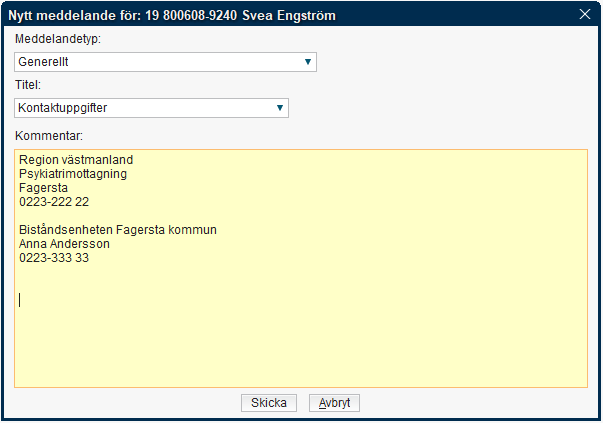 Nytt meddelande för: 19 800608-9240 Svea Engström
Meddelandetyp:
Generellt
Titel:
Kontaktuppgifter
Kommentar:
Region västmanland
Psykiatrimottagning
Fagersta
0223-222 22
Biståndsenheten Fagersta kommun
Anna Andersson
0223-333 33
Skicka Avbryt